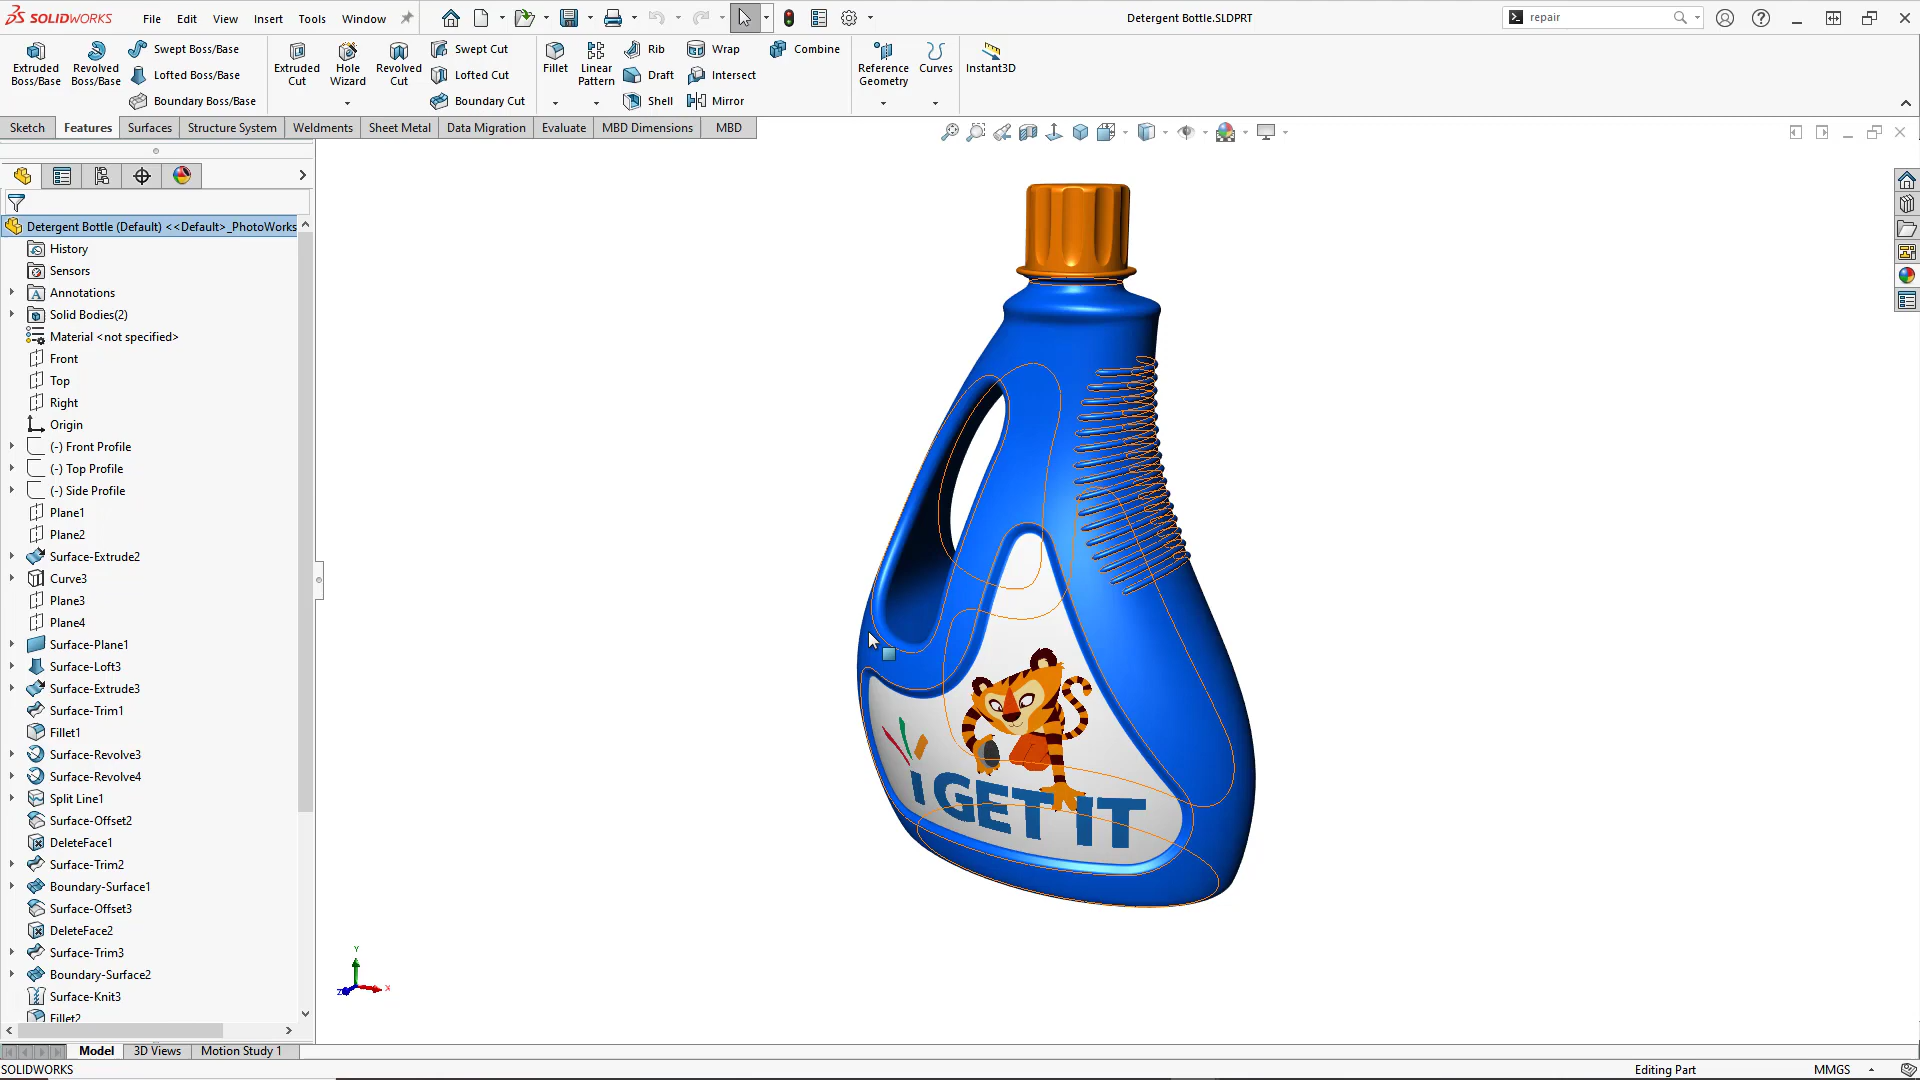 SOLIDWORKS
File Edit View Insert Tools Window
Detergent Bottle.SLDPRT
repair
Extruded Boss/Base
Revolved Boss/Base
Swept Boss/Base
Lofted Boss/Base
Boundary Boss/Base
Extruded Cut
Hole Wizard
Revolved Cut
Swept Cut
Lofted Cut
Boundary Cut
Fillet
Linear Pattern
Rib
Draft
Shell
Wrap
Intersect
Mirror
Combine
Reference Geometry
Curves
Instant3D
Sketch Features Surfaces Structure System Weldments Sheet Metal Data Migration Evaluate MBD Dimensions MBD
Detergent Bottle (Default) <<Default>_PhotoWorks
History
Sensors
Annotations
Solid Bodies(2)
Material <not specified>
Front
Top
Right
Origin
(-) Front Profile
(-) Top Profile
(-) Side Profile
Plane1
Plane2
Surface-Extrude2
Curve3
Plane3
Plane4
Surface-Plane1
Surface-Loft3
Surface-Extrude3
Surface-Trim1
Fillet1
Surface-Revolve3
Surface-Revolve4
Split Line1
Surface-Offset2
DeleteFace1
Surface-Trim2
Boundary-Surface1
Surface-Offset3
DeleteFace2
Surface-Trim3
Boundary-Surface2
Surface-Knit3
Fillet2
I GET IT
Y
Z
X
Model 3D Views Motion Study 1
SOLIDWORKS
Editing Part
MMGS